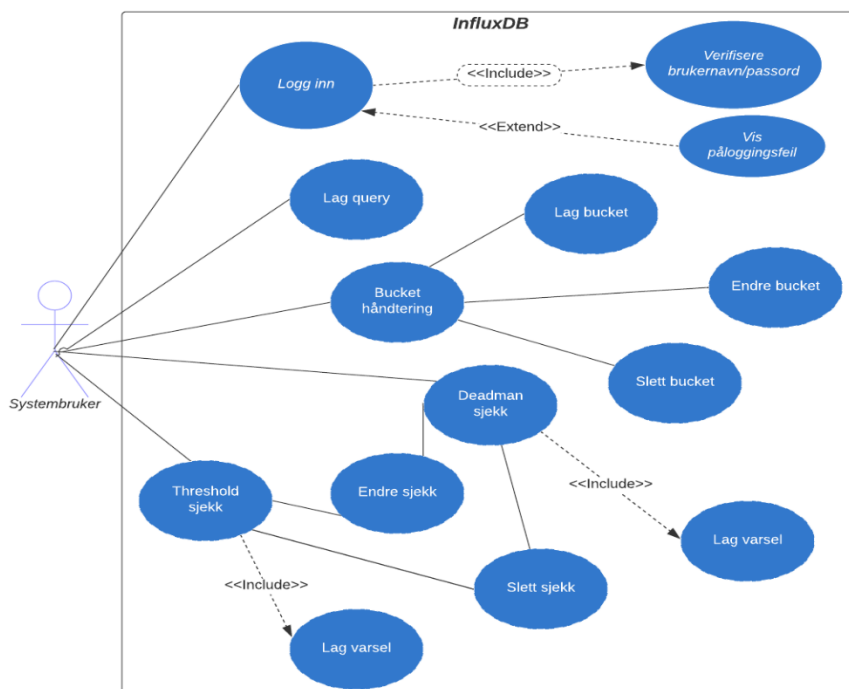 InfluxDB
Logg inn
<<Include>>
Verifisere
brukernavn/passord
<<Extend>>
Vis
påloggingsfeil
Lag query
Lag bucket
Bucket
håndtering
Endre bucket
Slett bucket
Systembruker
Deadman
sjekk
Threshold
sjekk
Endre sjekk
<<Include>>
Lag varsel
Slett sjekk
<<Include>>
Lag varsel